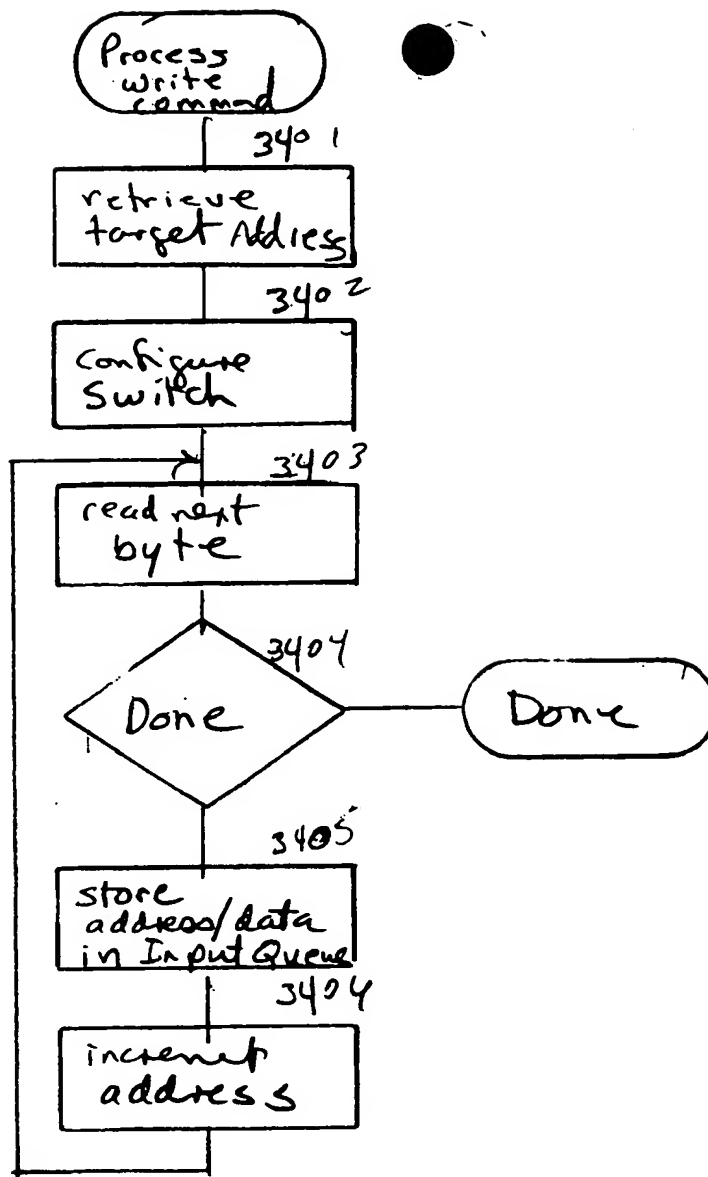 Process
write
command
3401
retrieve
target Address
3402
configure
Switch
3403
read next
byte
3404
Done
Done
3405
store
address/data
in Input Queue
3404
incremet
address